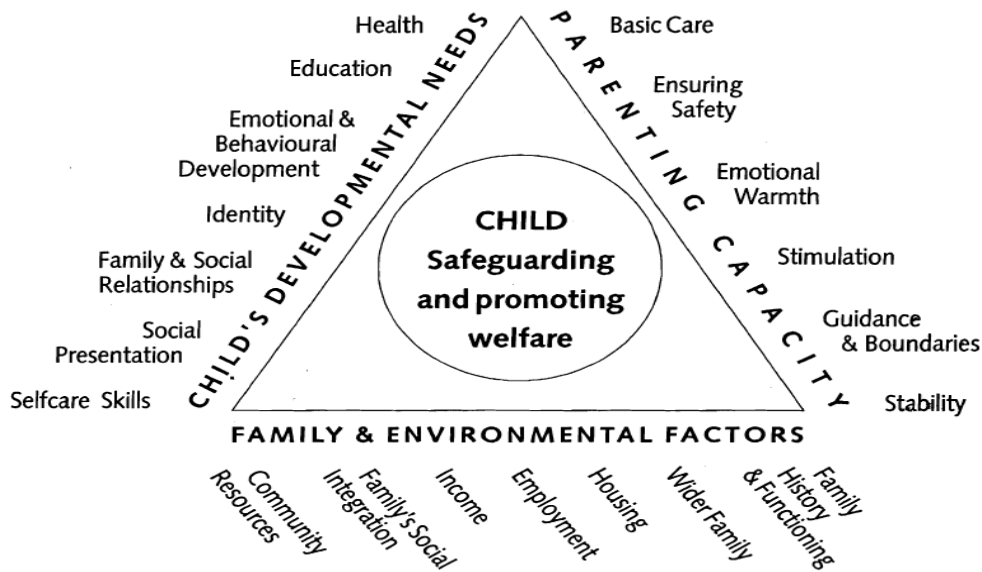 Health
Education
Emotional &
Behavioural
Development
Identity
Family & Social
Relationships
Social
Presentation
Selfcare Skills
CHILD'S DEVELOPMENTAL NEEDS
CHILD
Safeguarding
and promoting
welfare
PARENTING CAPACITY
Basic Care
Ensuring
Safety
Emotional
Warmth
Stimulation
Guidance
& Boundaries
Stability
FAMILY & ENVIRONMENTAL FACTORS
Community
Resources
Family's Social
Integration
Income
Employment
Housing
Wider Family
Family
History
& Functioning